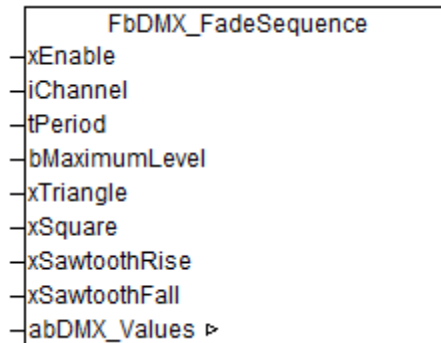 FbDMX_FadeSequence
xEnable
iChannel
tPeriod
bMaximumLevel
xTriangle
xSquare
xSawtoothRise
xSawtoothFall
abDMX_Values ▹